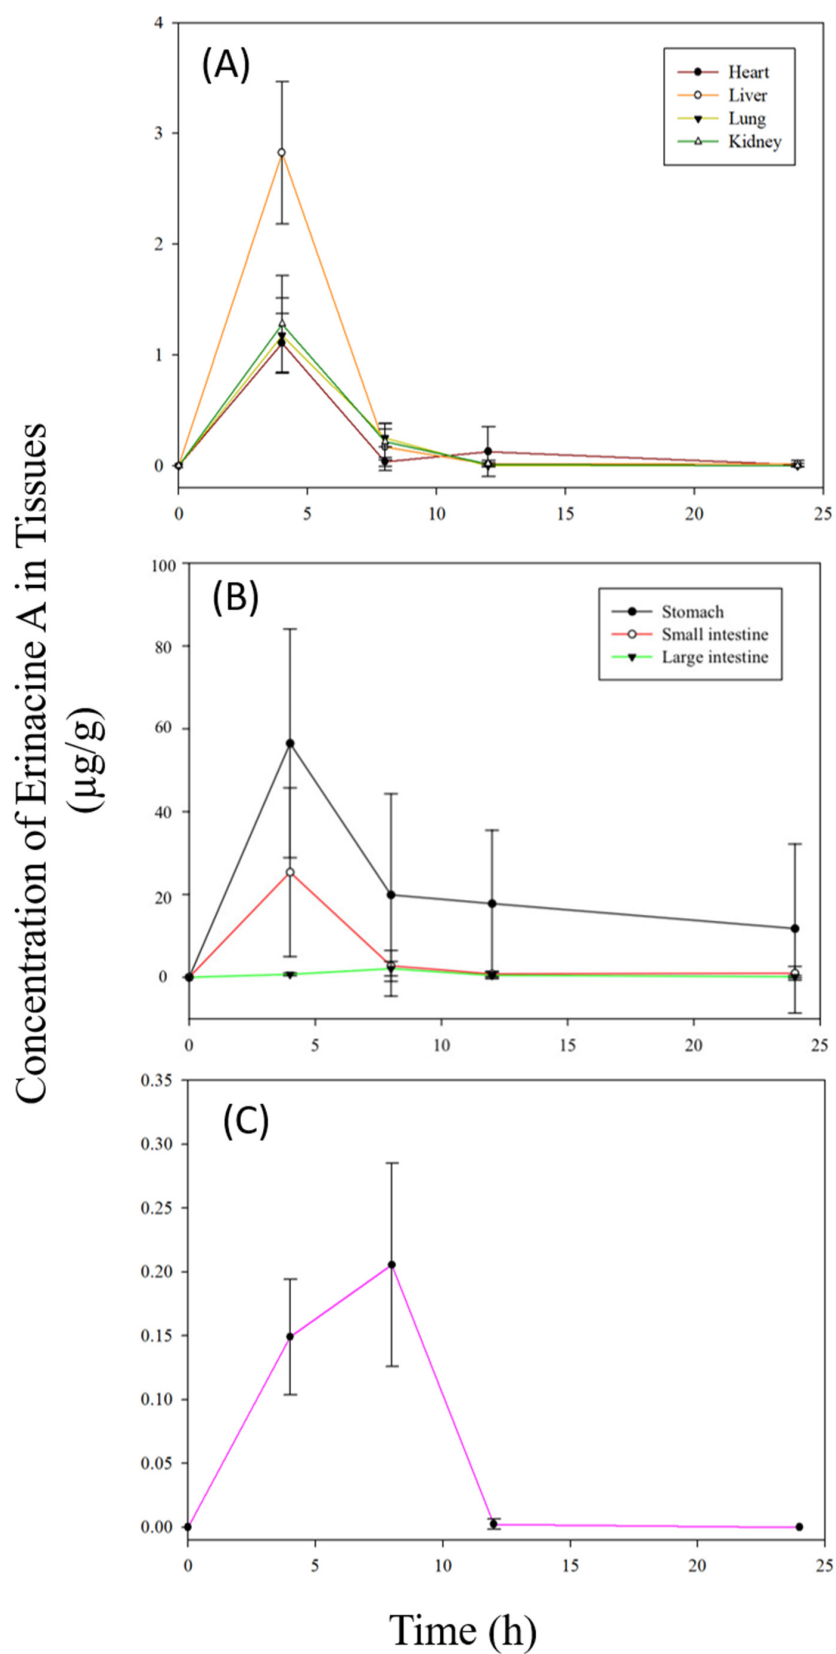 Concentration of Erinacine A in Tissues
(µg/g)
(A)
Heart
Liver
Lung
Kidney
4
3
2
1
0
0 5 10 15 20 25
(B)
Stomach
Small intestine
Large intestine
100
80
60
40
20
0
0 5 10 15 20 25
(C)
0.35
0.30
0.25
0.20
0.15
0.10
0.05
0.00
0 5 10 15 20 25
Time (h)